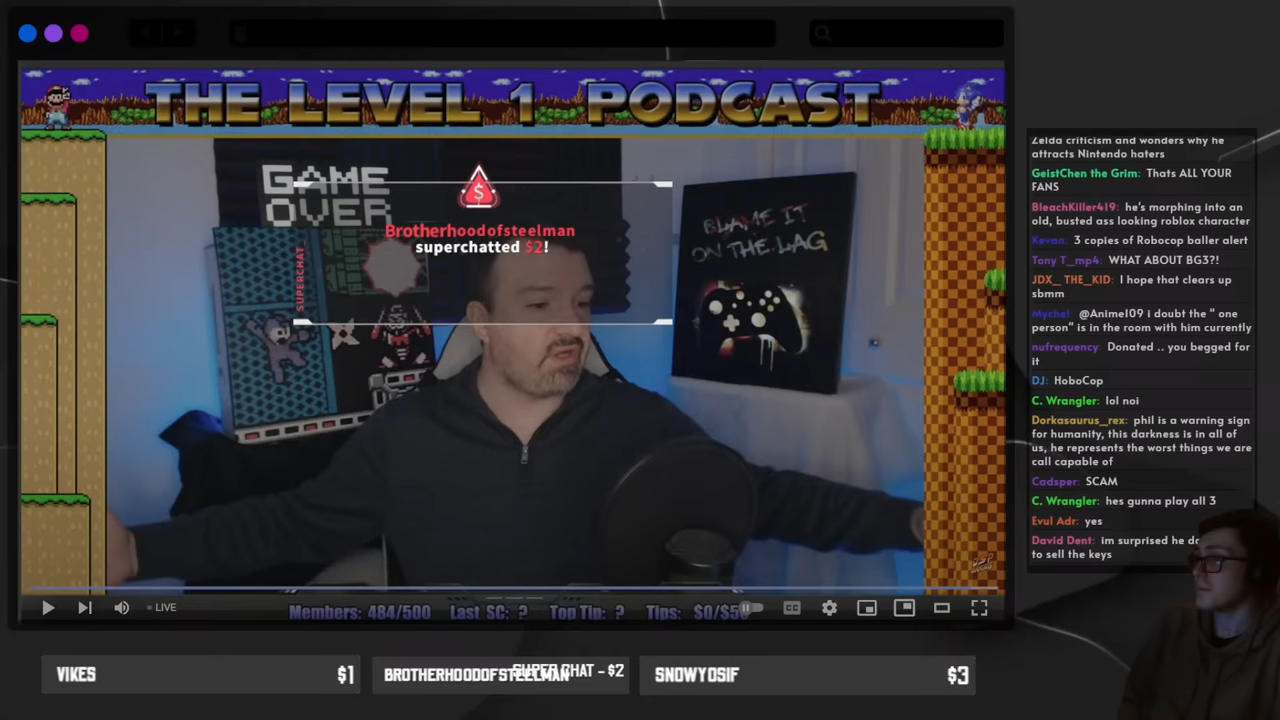 THE LEVEL 1 PODCAST
GAME
OVER
$
Brotherhoodofsteelman
superchatted $2!
SUPERCHAT
BLAME IT
ON THE LAG
LIVE
CC
Members: 484/500 Last SC: ? Top Tip: ? Tips: $0/$50
Zelda criticism and wonders why he
attracts Nintendo haters
GeistChen the Grim: Thats ALL YOUR
FANS
BleachKiller419: he's morphing into an
old, busted ass looking roblox character
Kevan: 3 copies of Robocop baller alert
Tony T_mp4: WHAT ABOUT BG3?!
JDX_ THE_KID: I hope that clears up
sbmm
Mychel: @Anime109 i doubt the " one
person" is in the room with him currently
nufrequency: Donated .. you begged for
it
DJ: HoboCop
C. Wrangler: lol noi
Dorkasaurus_rex: phil is a warning sign
for humanity, this darkness is in all of
us, he represents the worst things we are
call capable of
Cadsper: SCAM
C. Wrangler: hes gunna play all 3
Evul Adr: yes
David Dent: im surprised he
to sell the keys
VIKES $1
BROTHERHOODOFSTEELMAN SUPER CHAT - $2
SNOWYOSIF $3